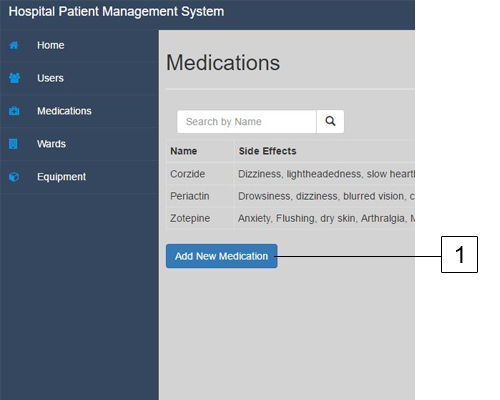 Hospital Patient Management System
Home
Users
Medications
Wards
Equipment
Medications
Search by Name
Name Side Effects
Corzide Dizziness, lightheadedness, slow heart
Periactin Drowsiness, dizziness, blurred vision, c
Zotepine Anxiety, Flushing, dry skin, Arthralgia, M
Add New Medication
1